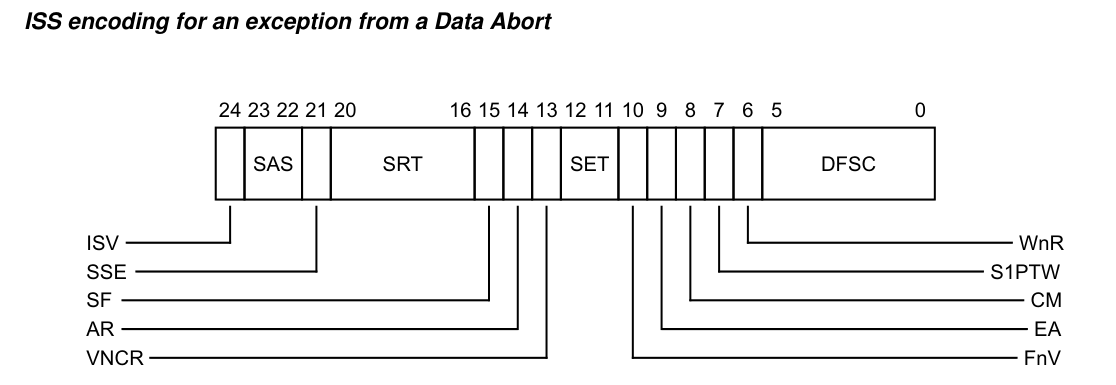 ISS encoding for an exception from a Data Abort
24 23 22 21 20 16 15 14 13 12 11 10 9 8 7 6 5 0
SAS SRT SET DFSC
ISV WnR
SSE S1PTW
SF CM
AR EA
VNCR FnV